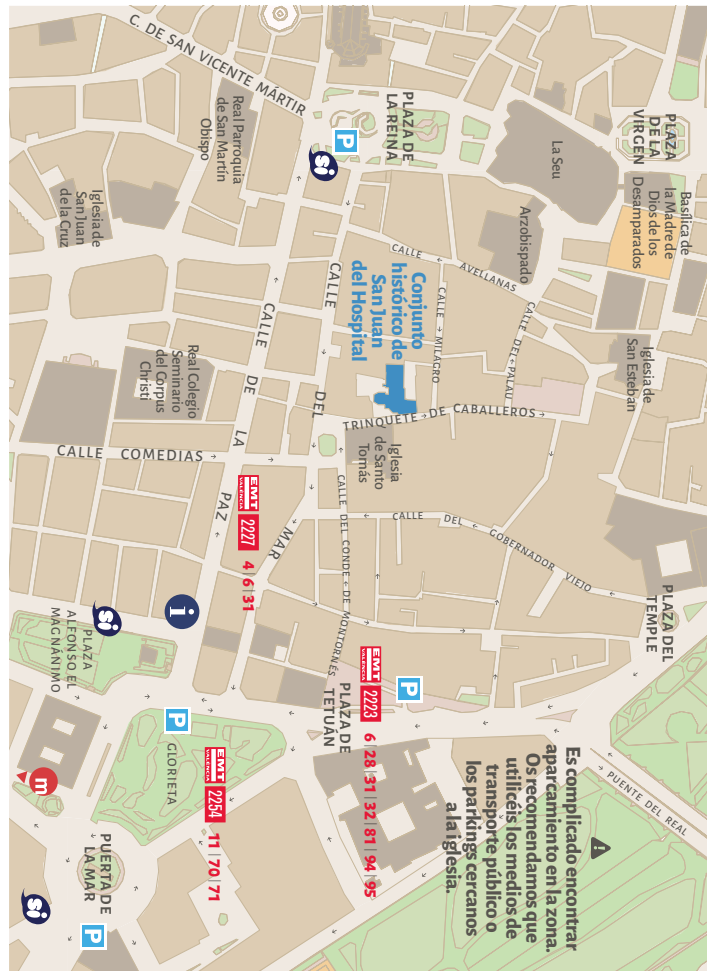 PLAZA
DE LA
VIRGEN
Basílica de
la Madre de
Dios de los
Desamparados
Iglesia de
San Esteban
PLAZA DEL
TEMPLE
PUENTE DEL REAL
La Seu
Arzobispado
CALLE AVELLANAS
CALLE DEL PALAU
CALLE MILAGRO
TRINQUETE DE CABALLEROS
CALLE DEL GOBERNADOR VIEJO
Es complicado encontrar
aparcamiento en la zona.
Os recomendamos que
utilicéis los medios de
transporte público o
los parkings cercanos
a la iglesia.
PLAZA DE
LA REINA
P
si
Conjunto
histórico de
San Juan
del Hospital
Iglesia
de Santo
Tomás
CALLE DEL CONDE DE MONTORNÉS
P
EMT
VALENCIA
2223
6 | 28 | 31 | 32 | 81 | 94 | 95
PLAZA DE
TETUÁN
CALLE DEL MAR
C. DE SAN VICENTE MÁRTIR
Real Parroquia
de San Martín
Obispo
CALLE DE LA PAZ
EMT
VALENCIA
2227
4 | 6 | 31
Real Colegio
Seminario
del Corpus
Christi
i
P
GLORIETA
EMT
VALENCIA
2254
11 | 70 | 71
Iglesia de
San Juan
de la Cruz
CALLE COMEDIAS
si
PLAZA
ALFONSO EL
MAGNÁNIMO
m
PUERTA DE
LA MAR
P
si